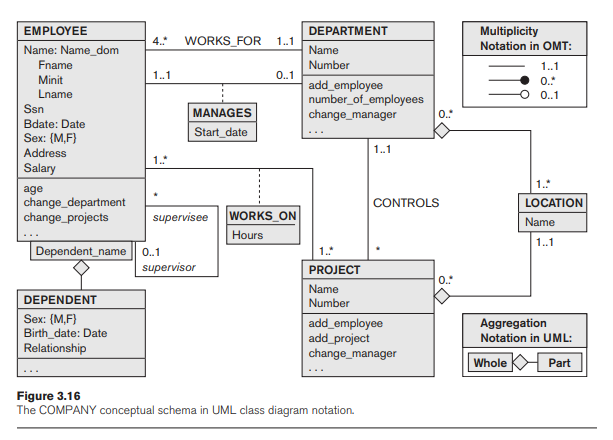 EMPLOYEE
Name: Name_dom
Fname
Minit
Lname
Ssn
Bdate: Date
Sex: {M,F}
Address
Salary
age
change_department
change_projects
. . .
Dependent_name
DEPENDENT
Sex: {M,F}
Birth_date: Date
Relationship
. . .
4..* WORKS_FOR 1..1
1..1 0..1
MANAGES
Start_date
1..*
*
supervisee
0..1
supervisor
WORKS_ON
Hours
1..* *
DEPARTMENT
Name
Number
add_employee
number_of_employees
change_manager
. . .
0..*
1..1
CONTROLS
PROJECT
Name
Number
add_employee
add_project
change_manager
. . .
0..*
Multiplicity
Notation in OMT:
1..1
0..*
0..1
1..*
LOCATION
Name
1..1
Aggregation
Notation in UML:
Whole Part
Figure 3.16
The COMPANY conceptual schema in UML class diagram notation.